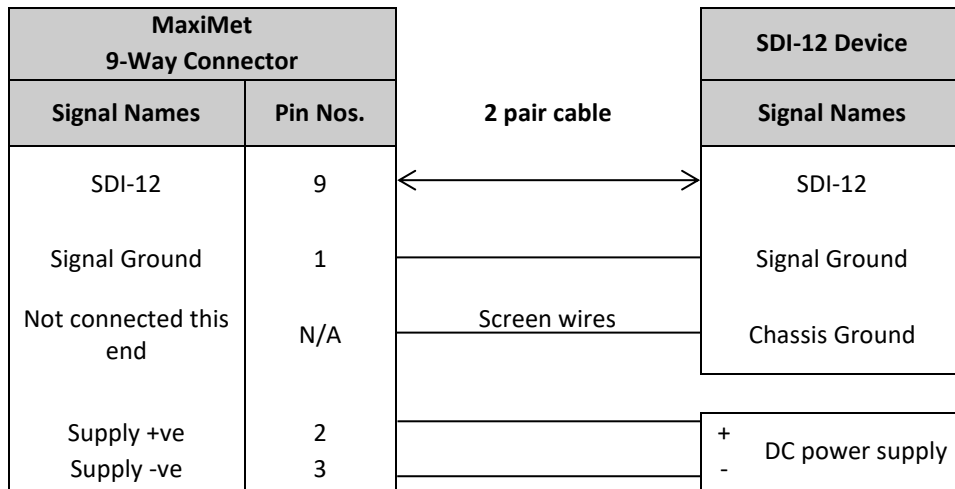 MaxiMet
9-Way Connector
SDI-12 Device
Signal Names Pin Nos. 2 pair cable Signal Names
SDI-12 9 SDI-12
Signal Ground 1 Signal Ground
Not connected this
end
N/A Screen wires Chassis Ground
Supply +ve 2 +
Supply -ve 3 -
DC power supply